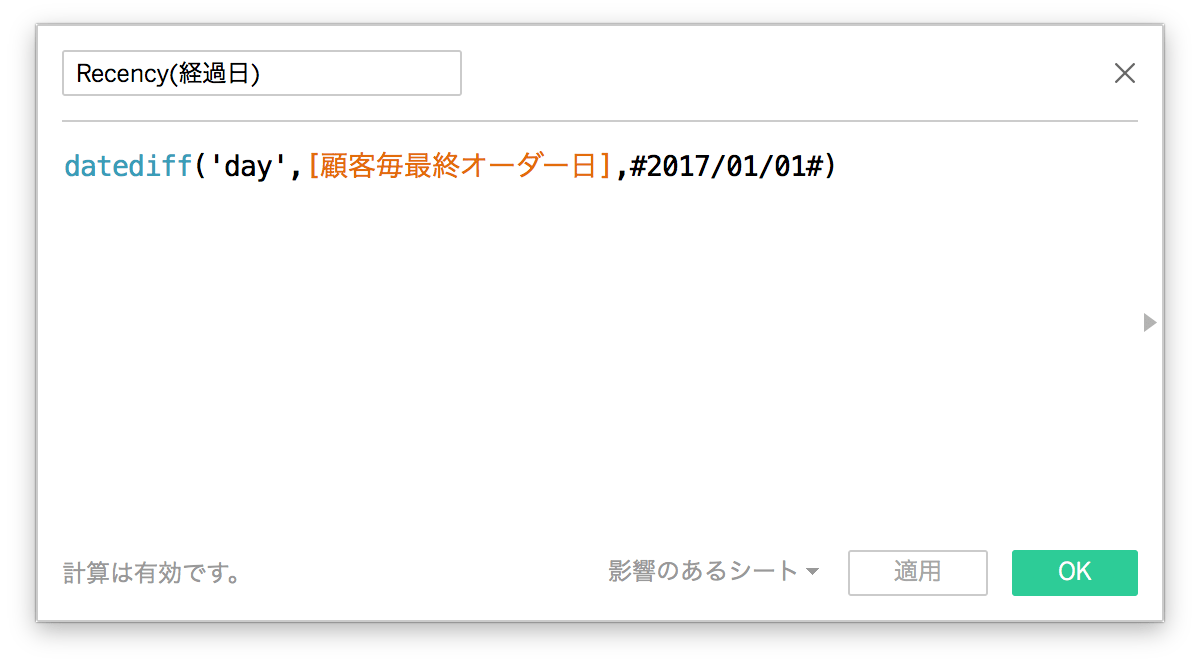 Recency(経過日)
datediff('day',[顧客毎最終オーダー日],#2017/01/01#)
計算は有効です。
影響のあるシート
適用
OK